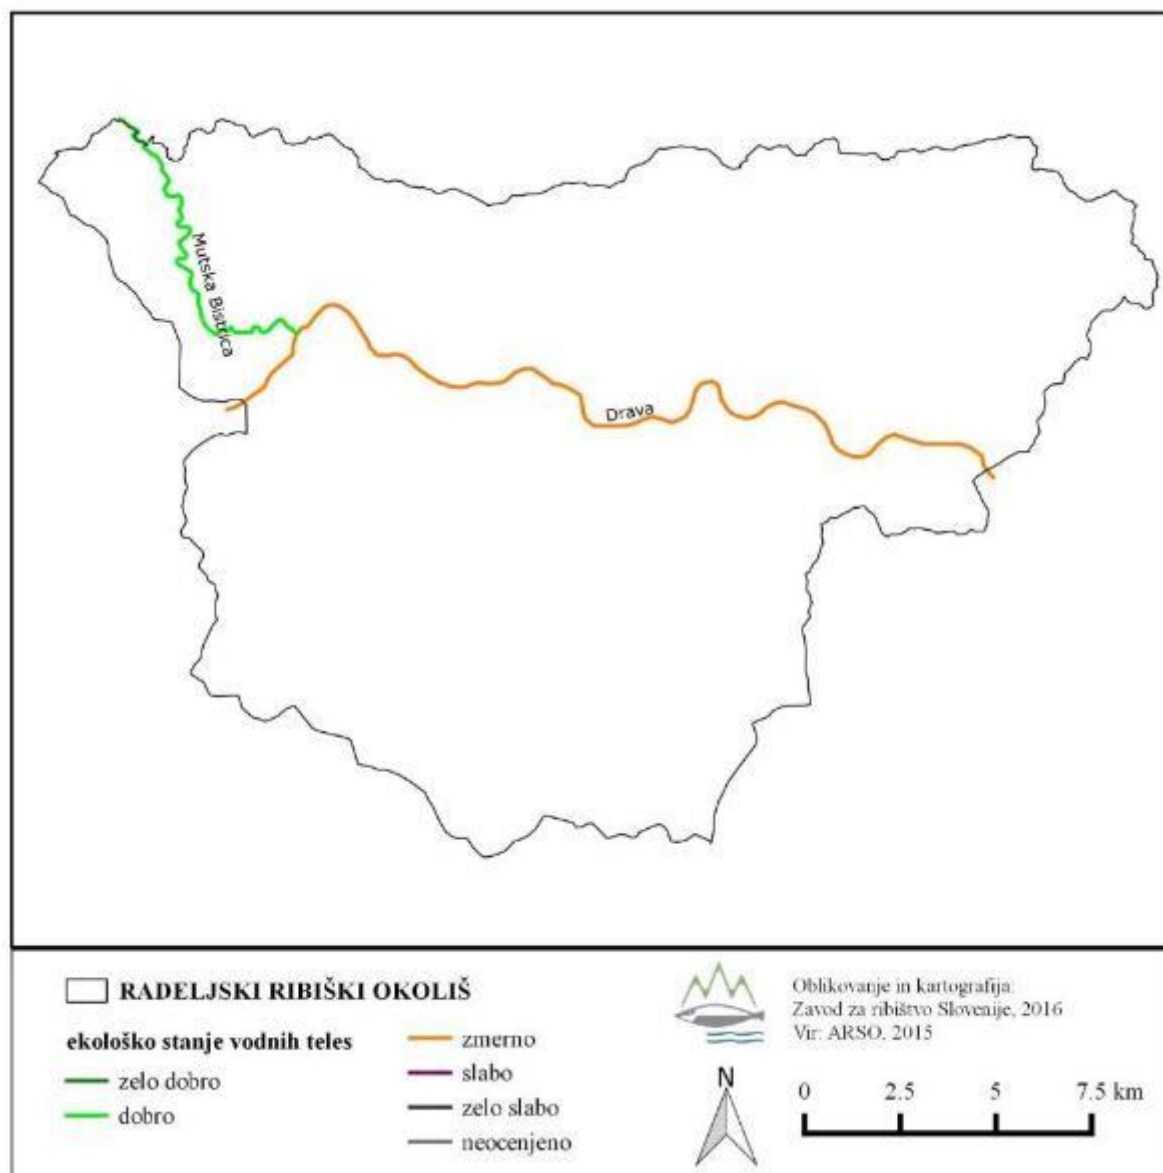 Mutska Bistrica
Drava
RADELJSKI RIBIŠKI OKOLIŠ
ekološko stanje vodnih teles
zelo dobro
dobro
zmerno
slabo
zelo slabo
neocenjeno
Oblikovanje in kartografija:
Zavod za ribištvo Slovenije, 2016
Vir: ARSO, 2015
N
0 2.5 5 7.5 km